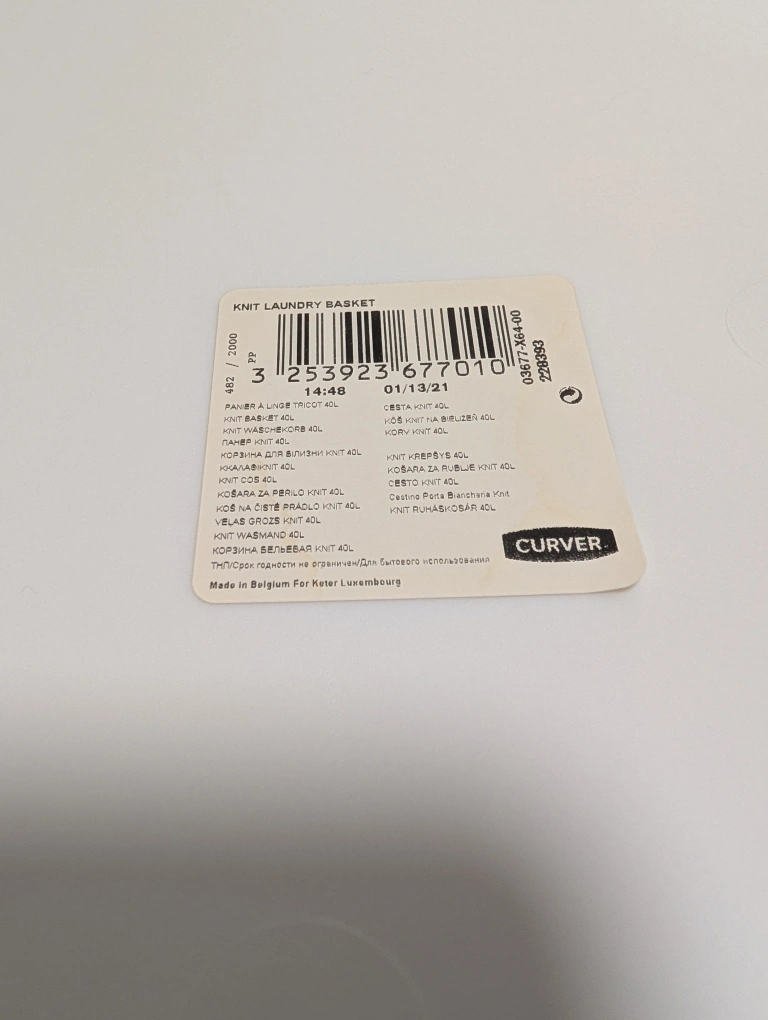 KNIT LAUNDRY BASKET
482 / 2000
PP
3 253923 677010
03677-X64-00
228393
14:48 01/13/21
PANIER À LINGE TRICOT 40L
KNIT BASKET 40L
KNIT WÄSCHEKORB 40L
ПАНЕР KNIT 40L
КОРЗИНА ДЛЯ БІЛИЗНИ KNIT 40L
ΚΚΑΛΑΘΙKNIT 40L
KNIT COS 40L
KOŠARA ZA PERILO KNIT 40L
KOŠ NA ČISTÉ PRÁDLO KNIT 40L
VEĻAS GROZS KNIT 40L
KNIT WASMAND 40L
КОРЗИНА БЕЛЬЕВАЯ KNIT 40L
CESTA KNIT 40L
KOŠ KNIT NA BIELIZEŇ 40L
KORV KNIT 40L
KNIT KREPŠYS 40L
KOŠARA ZA RUBLJE KNIT 40L
CESTO KNIT 40L
Cestino Porta Biancharia Knit
KNIT RUHÁSKOSÁR 40L
CURVER
ТНП/Срок годности не ограничен/Для бытового использования
Made in Belgium For Keter Luxembourg